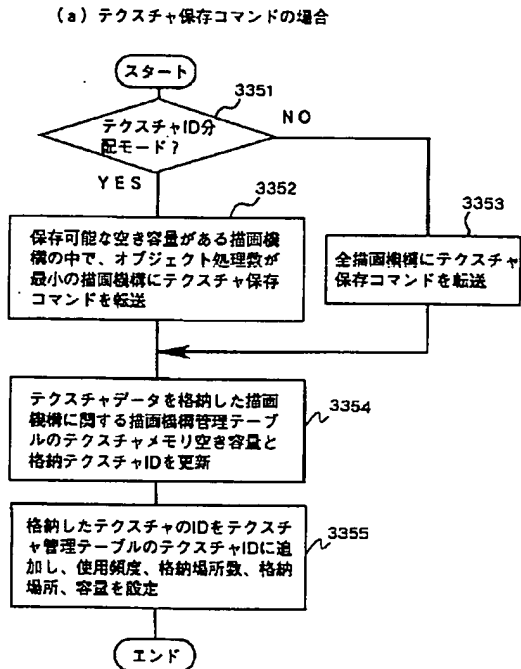 (a) テクスチャ保存コマンドの場合
スタート
3351
テクスチャID分
配モード？
NO
YES
3352
保存可能な空き容量がある描画機
構の中で、オブジェクト処理数が
最小の描画機構にテクスチャ保存
コマンドを転送
3353
全描画機構にテクスチャ
保存コマンドを転送
テクスチャデータを格納した描画
機構に関する描画機構管理テーブ
ルのテクスチャメモリ空き容量と
格納テクスチャIDを更新
3354
格納したテクスチャのIDをテクスチ
ャ管理テーブルのテクスチャIDに追
加し、使用頻度、格納場所数、格納
場所、容量を設定
3355
エンド